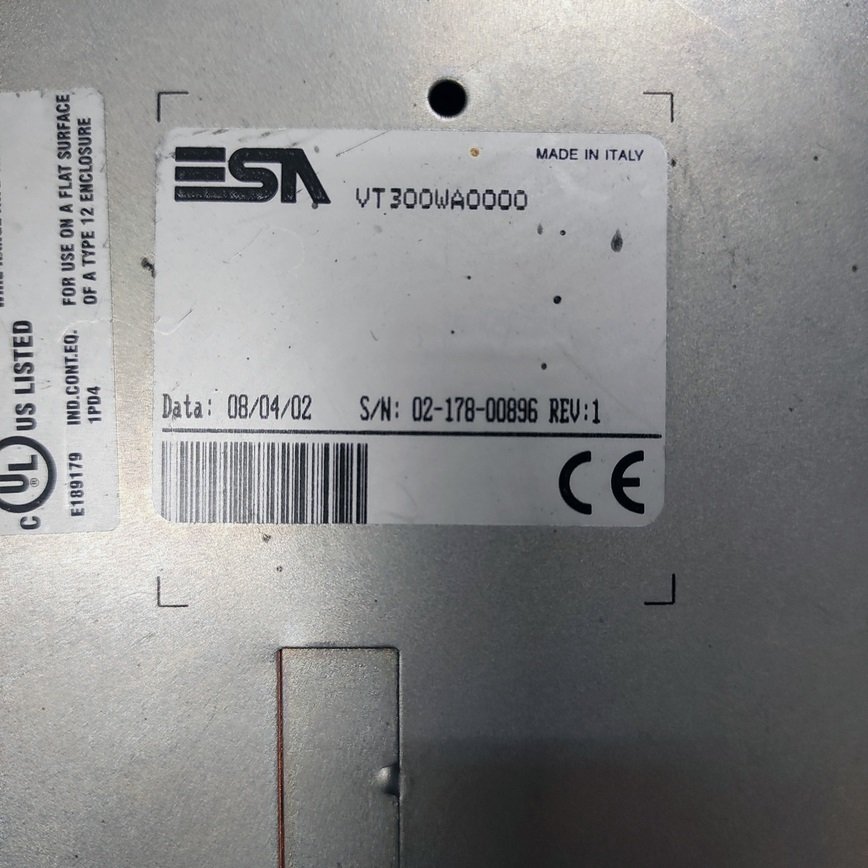 ESA
MADE IN ITALY
VT300WA0000
Data: 08/04/02 S/N: 02-178-00896 REV:1
CE
FOR USE ON A FLAT SURFACE
OF A TYPE 12 ENCLOSURE
C UL ® US LISTED
IND.CONT.EQ.
1PD4
E189179